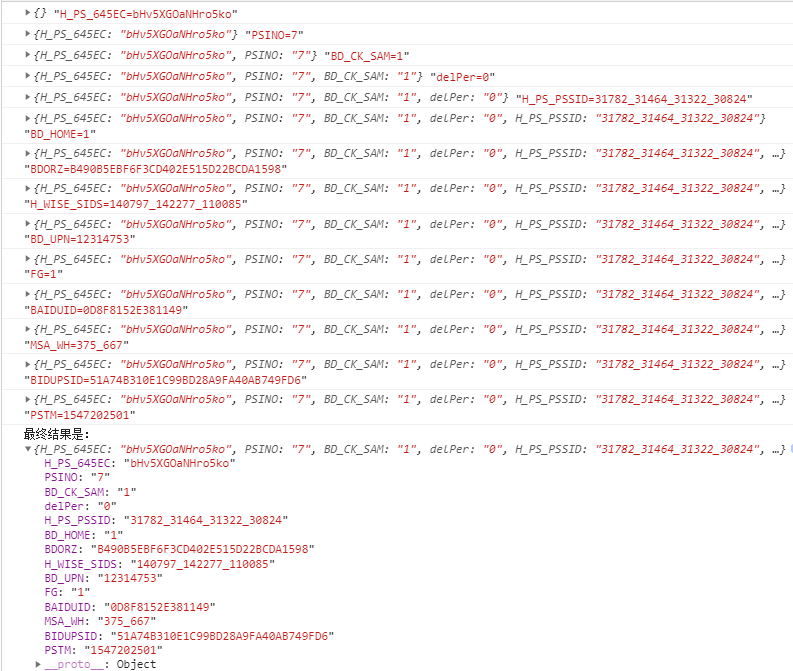 {} "H_PS_645EC=bHv5XGOaNHro5ko"
{H_PS_645EC: "bHv5XGOaNHro5ko"} "PSINO=7"
{H_PS_645EC: "bHv5XGOaNHro5ko", PSINO: "7"} "BD_CK_SAM=1"
{H_PS_645EC: "bHv5XGOaNHro5ko", PSINO: "7", BD_CK_SAM: "1"} "delPer=0"
{H_PS_645EC: "bHv5XGOaNHro5ko", PSINO: "7", BD_CK_SAM: "1", delPer: "0"} "H_PS_PSSID=31782_31464_31322_30824"
{H_PS_645EC: "bHv5XGOaNHro5ko", PSINO: "7", BD_CK_SAM: "1", delPer: "0", H_PS_PSSID: "31782_31464_31322_30824"}
"BD_HOME=1"
{H_PS_645EC: "bHv5XGOaNHro5ko", PSINO: "7", BD_CK_SAM: "1", delPer: "0", H_PS_PSSID: "31782_31464_31322_30824", …}
"BDORZ=B490B5EBF6F3CD402E515D22BCDA1598"
{H_PS_645EC: "bHv5XGOaNHro5ko", PSINO: "7", BD_CK_SAM: "1", delPer: "0", H_PS_PSSID: "31782_31464_31322_30824", …}
"H_WISE_SIDS=140797_142277_110085"
{H_PS_645EC: "bHv5XGOaNHro5ko", PSINO: "7", BD_CK_SAM: "1", delPer: "0", H_PS_PSSID: "31782_31464_31322_30824", …}
"BD_UPN=12314753"
{H_PS_645EC: "bHv5XGOaNHro5ko", PSINO: "7", BD_CK_SAM: "1", delPer: "0", H_PS_PSSID: "31782_31464_31322_30824", …}
"FG=1"
{H_PS_645EC: "bHv5XGOaNHro5ko", PSINO: "7", BD_CK_SAM: "1", delPer: "0", H_PS_PSSID: "31782_31464_31322_30824", …}
"BAIDUID=0D8F8152E381149"
{H_PS_645EC: "bHv5XGOaNHro5ko", PSINO: "7", BD_CK_SAM: "1", delPer: "0", H_PS_PSSID: "31782_31464_31322_30824", …}
"MSA_WH=375_667"
{H_PS_645EC: "bHv5XGOaNHro5ko", PSINO: "7", BD_CK_SAM: "1", delPer: "0", H_PS_PSSID: "31782_31464_31322_30824", …}
"BIDUPSID=51A74B310E1C99BD28A9FA40AB749FD6"
{H_PS_645EC: "bHv5XGOaNHro5ko", PSINO: "7", BD_CK_SAM: "1", delPer: "0", H_PS_PSSID: "31782_31464_31322_30824", …}
"PSTM=1547202501"
最终结果是:
{H_PS_645EC: "bHv5XGOaNHro5ko", PSINO: "7", BD_CK_SAM: "1", delPer: "0", H_PS_PSSID: "31782_31464_31322_30824", …}
H_PS_645EC: "bHv5XGOaNHro5ko"
PSINO: "7"
BD_CK_SAM: "1"
delPer: "0"
H_PS_PSSID: "31782_31464_31322_30824"
BD_HOME: "1"
BDORZ: "B490B5EBF6F3CD402E515D22BCDA1598"
H_WISE_SIDS: "140797_142277_110085"
BD_UPN: "12314753"
FG: "1"
BAIDUID: "0D8F8152E381149"
MSA_WH: "375_667"
BIDUPSID: "51A74B310E1C99BD28A9FA40AB749FD6"
PSTM: "1547202501"
__proto__: Object